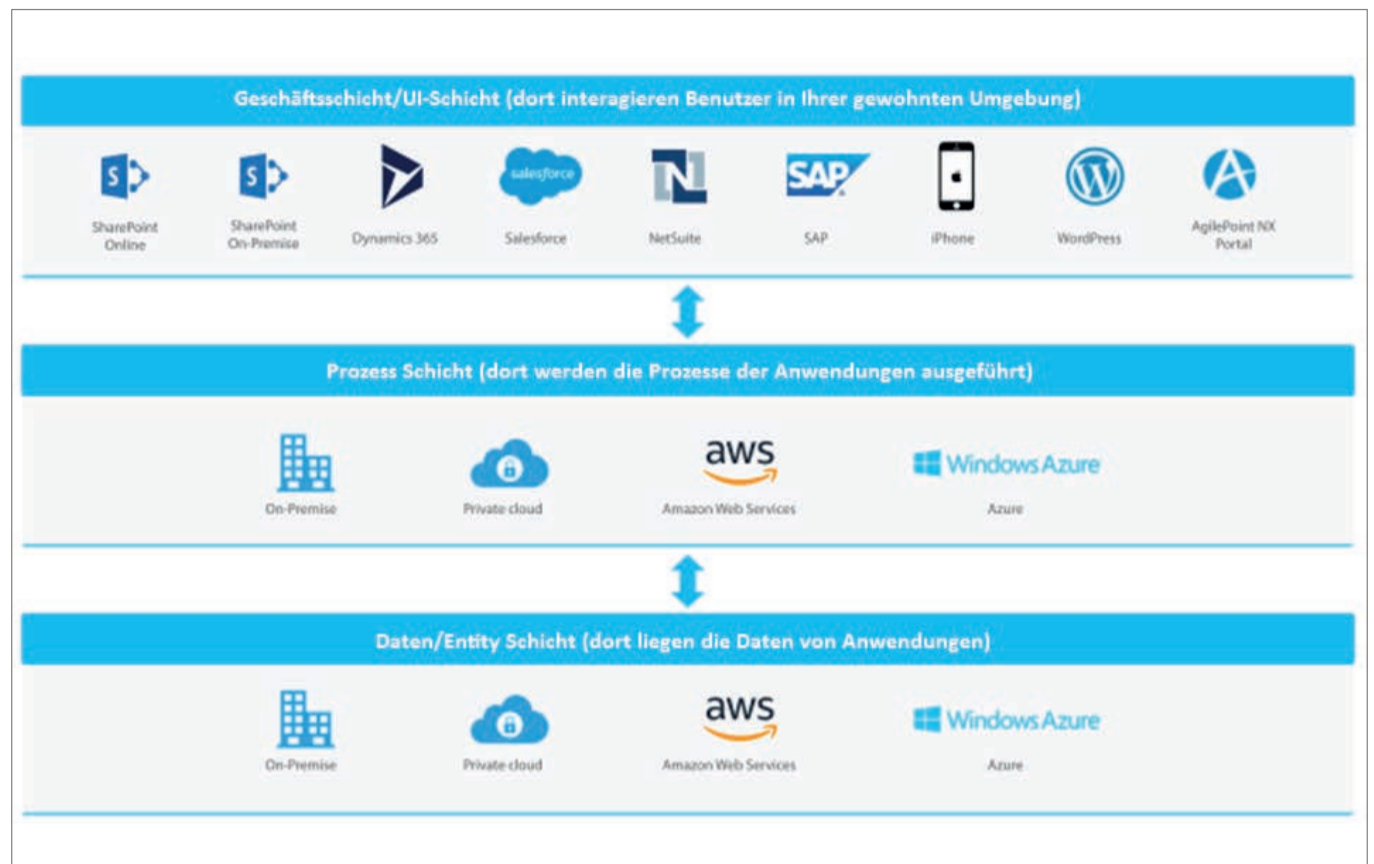 Geschäftsschicht/UI-Schicht (dort interagieren Benutzer in Ihrer gewohnten Umgebung)
S
S
salesforce
N
SAP
W
SharePoint
Online
SharePoint
On-Premise
Dynamics 365
Salesforce
NetSuite
SAP
iPhone
WordPress
AgilePoint NX
Portal
Prozess Schicht (dort werden die Prozesse der Anwendungen ausgeführt)
aws
Windows Azure
On-Premise
Private cloud
Amazon Web Services
Azure
Daten/Entity Schicht (dort liegen die Daten von Anwendungen)
aws
Windows Azure
On-Premise
Private cloud
Amazon Web Services
Azure